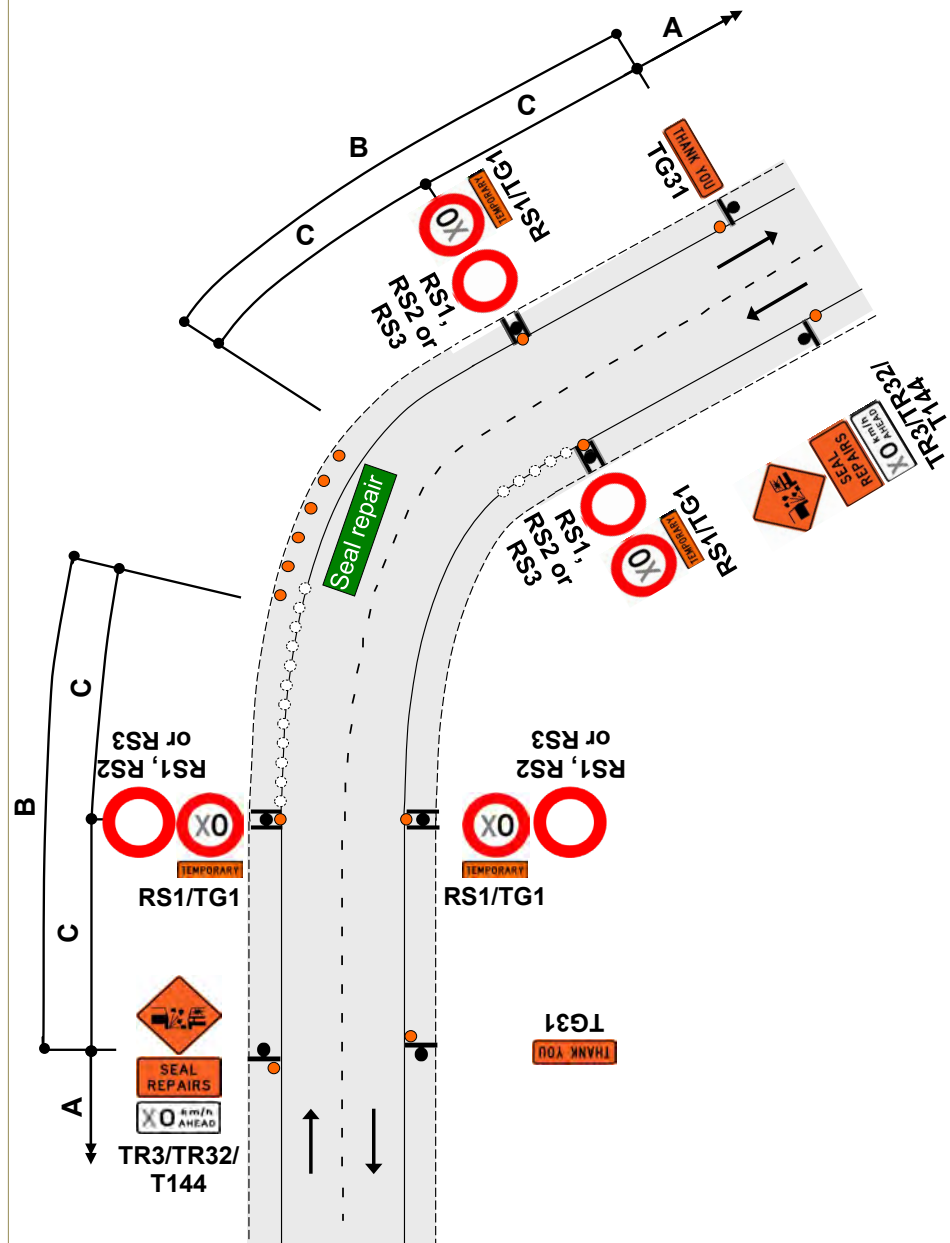 A
C
B
C
THANK YOU
TG31
TEMPORARY
RS1/TG1
X0
RS1,
RS2 or
RS3
TR3/TR32/
T144
X0 km/h
AHEAD
SEAL
REPAIRS
Seal repair
RS1,
RS2 or
RS3
X0
TEMPORARY
RS1/TG1
C
B
C
A
RS1, RS2
or RS3
X0
TEMPORARY
RS1/TG1
RS1, RS2
or RS3
X0
TEMPORARY
RS1/TG1
SEAL
REPAIRS
X0 km/h
AHEAD
TR3/TR32/
T144
TG31
THANK YOU